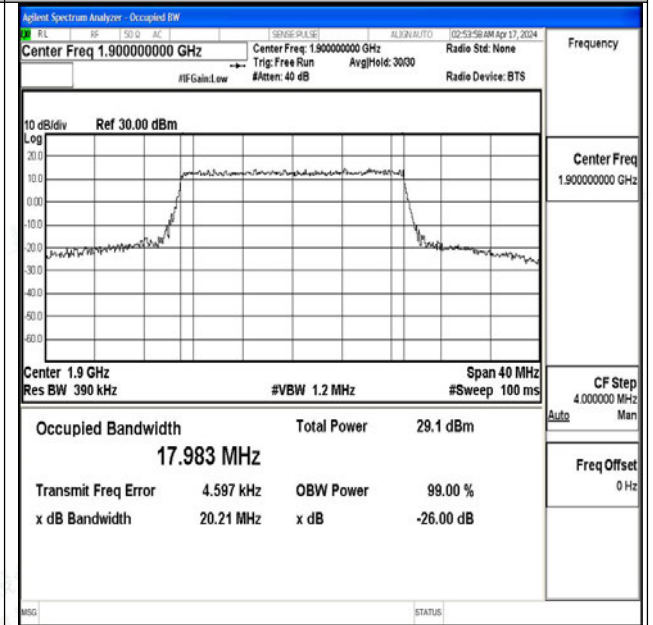 Agilent Spectrum Analyzer - Occupied BW
RL RF 50 Ω AC SENSE:PULSE ALIGN AUTO 02:53:58 AM Apr 17, 2024
Center Freq 1.900000000 GHz
Center Freq: 1.900000000 GHz
Radio Std: None
Trig: Free Run Avg|Hold: 30/30
#IFGain:Low #Atten: 40 dB Radio Device: BTS
Frequency
10 dB/div Ref 30.00 dBm
Log
20.0
10.0
0.00
-10.0
-20.0
-30.0
-40.0
-50.0
-60.0
Center 1.9 GHz Span 40 MHz
Res BW 390 kHz #VBW 1.2 MHz #Sweep 100 ms
Occupied Bandwidth Total Power 29.1 dBm
17.983 MHz
Transmit Freq Error 4.597 kHz OBW Power 99.00 %
x dB Bandwidth 20.21 MHz x dB -26.00 dB
Center Freq
1.900000000 GHz
CF Step
4.000000 MHz
Auto Man
Freq Offset
0 Hz
MSG STATUS